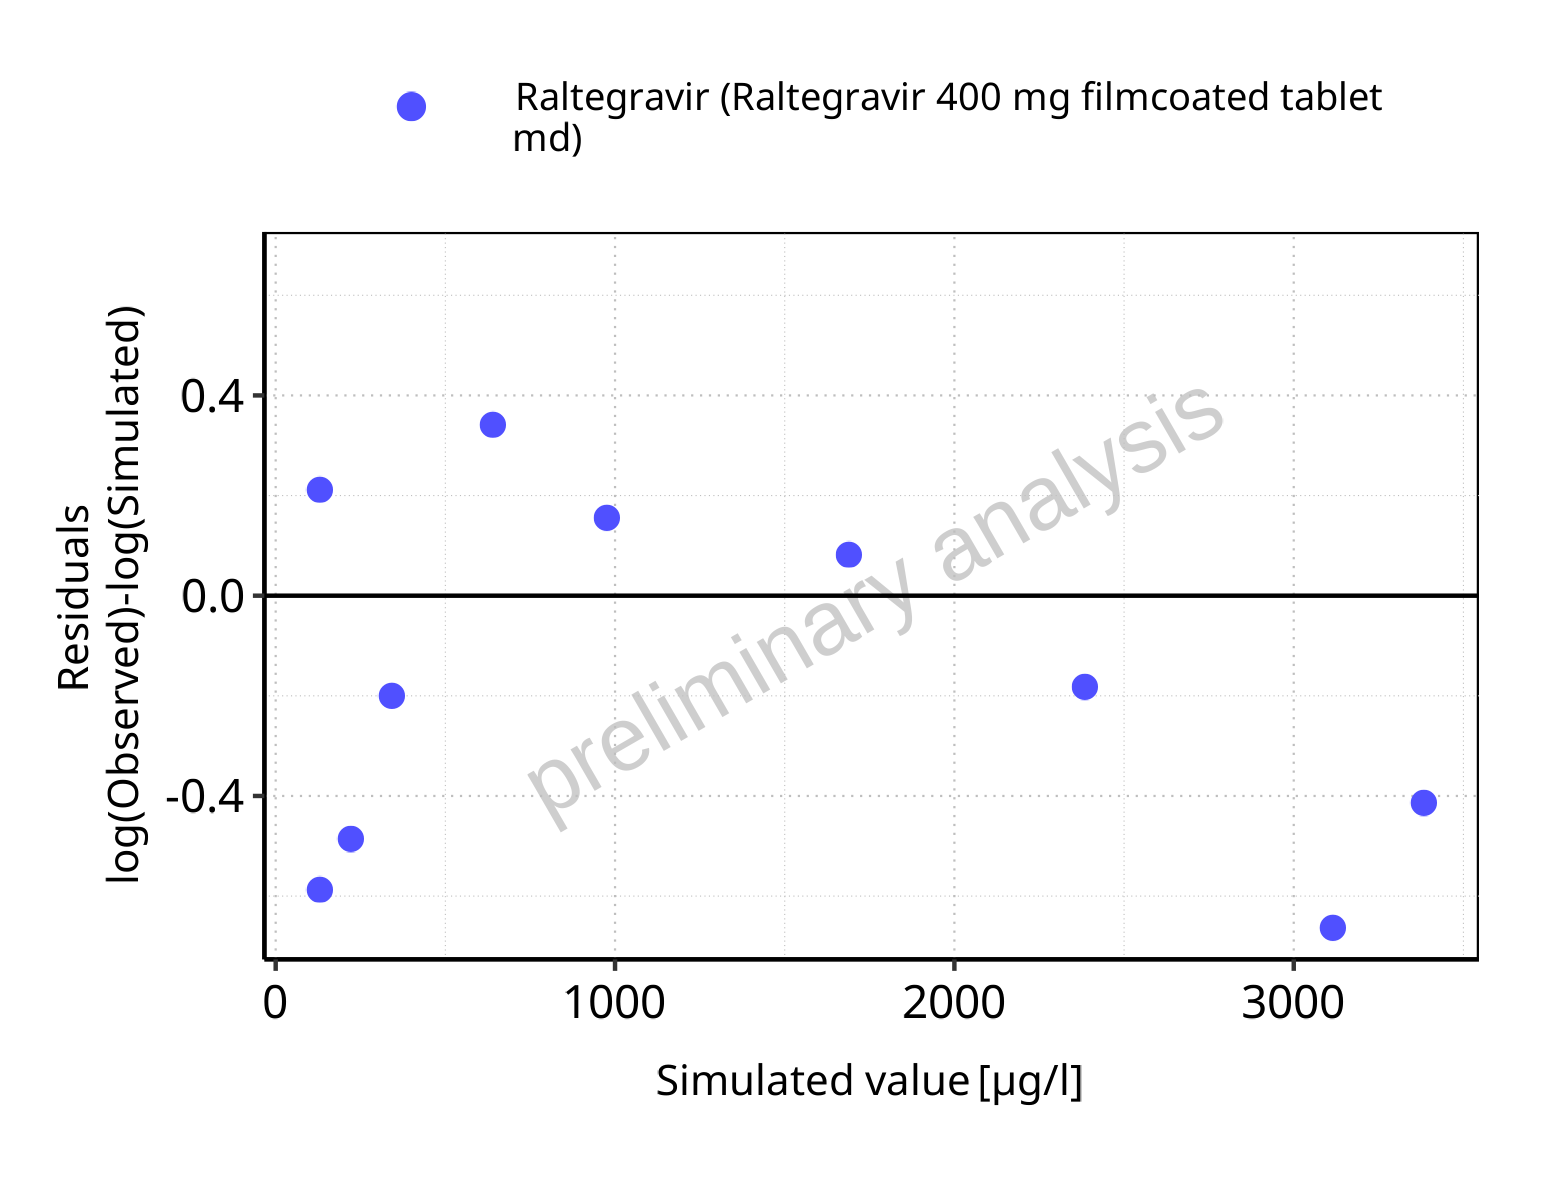 Raltegravir (Raltegravir 400 mg filmcoated tablet
md)
Residuals
log(Observed)-log(Simulated)
0.4
0.0
-0.4
preliminary analysis
0 1000 2000 3000
Simulated value [µg/l]